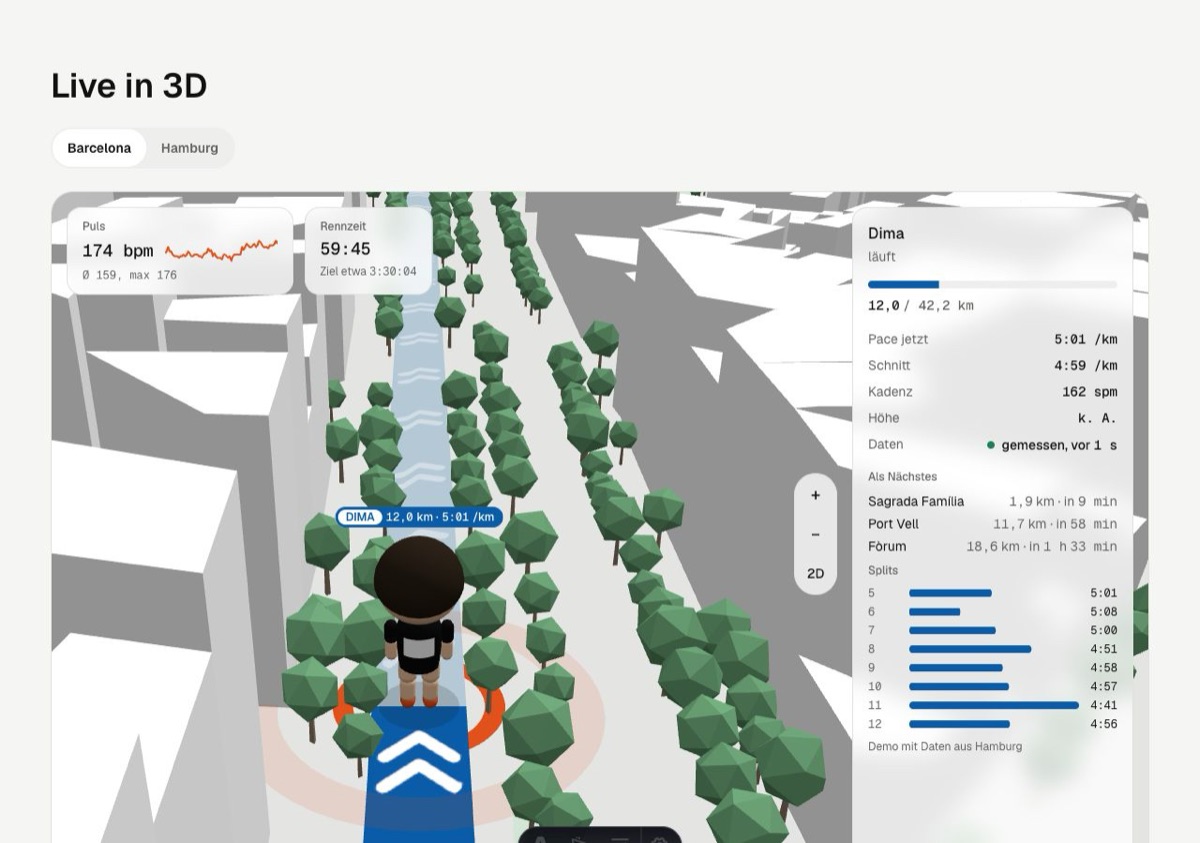 Live in 3D
Barcelona
Hamburg
Puls
174 bpm
Ø 159, max 176
Rennzeit
59:45
Ziel etwa 3:30:04
Dima
läuft
12,0 / 42,2 km
Pace jetzt 5:01 /km
Schnitt 4:59 /km
Kadenz 162 spm
Höhe k. A.
Daten gemessen, vor 1 s
Als Nächstes
Sagrada Família 1,9 km · in 9 min
Port Vell 11,7 km · in 58 min
Fòrum 18,6 km · in 1 h 33 min
Splits
5 5:01
6 5:08
7 5:00
8 4:51
9 4:58
10 4:57
11 4:41
12 4:56
Demo mit Daten aus Hamburg
+
−
2D
DIMA 12,0 km · 5:01 /km